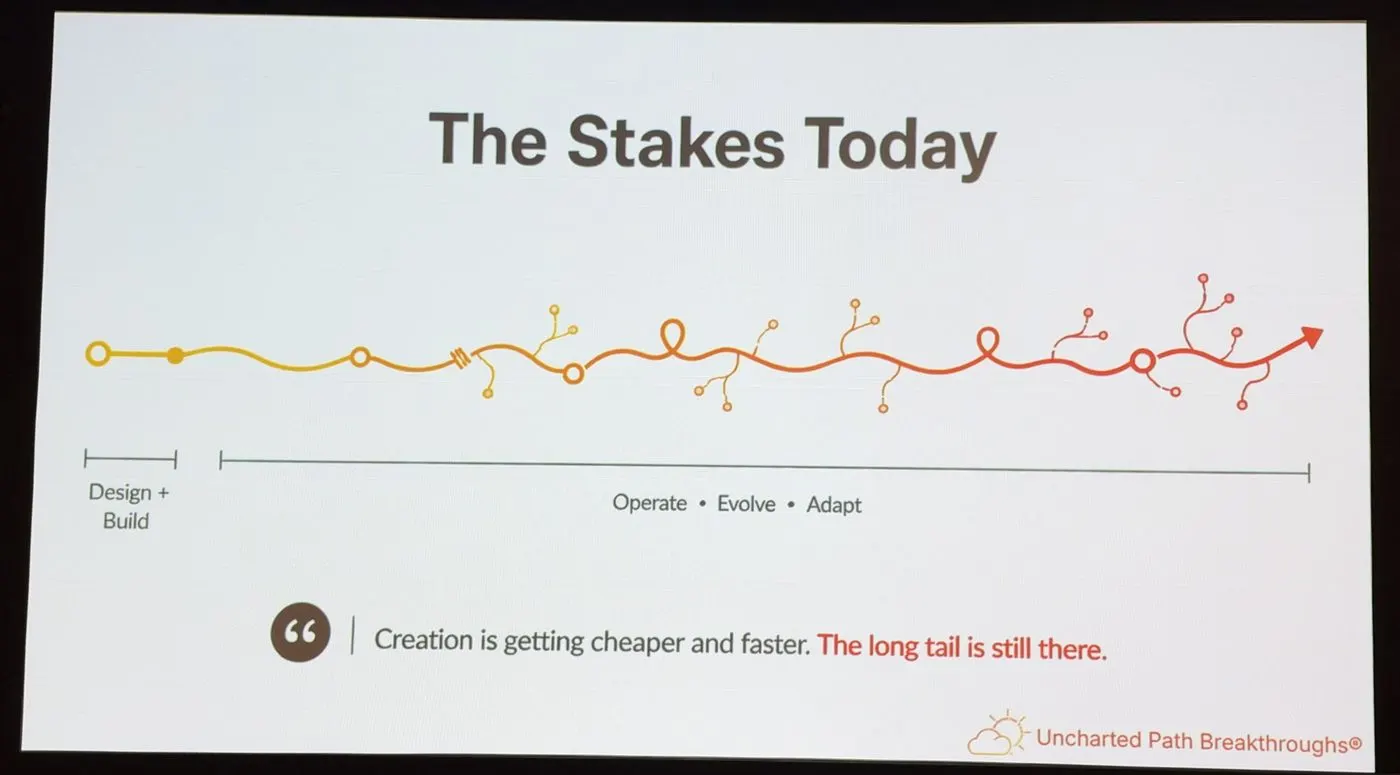 The Stakes Today
Design +
Build
Operate • Evolve • Adapt
“ Creation is getting cheaper and faster. The long tail is still there.
Uncharted Path Breakthroughs®